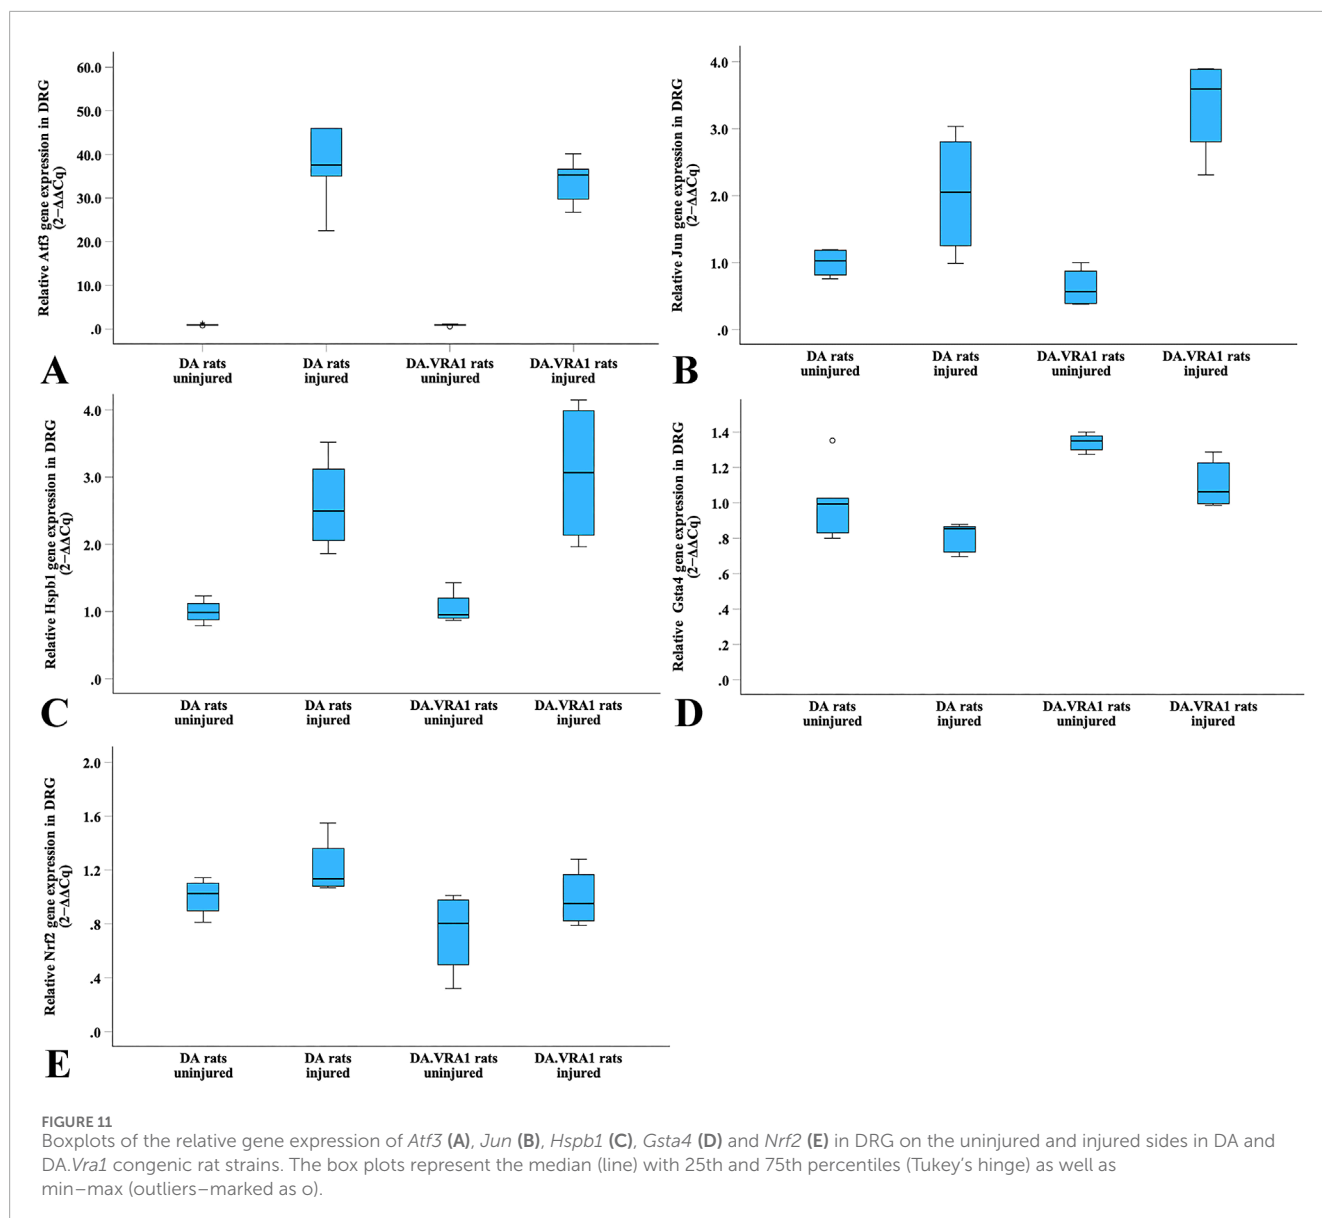 Relative Atf3 gene expression in DRG
(2−ΔΔCq)
60.0
50.0
40.0
30.0
20.0
10.0
.0
DA rats
uninjured
DA rats
injured
DA.VRA1 rats
uninjured
DA.VRA1 rats
injured
A
Relative Jun gene expression in DRG
(2−ΔΔCq)
4.0
3.0
2.0
1.0
.0
DA rats
uninjured
DA rats
injured
DA.VRA1 rats
uninjured
DA.VRA1 rats
injured
B
Relative Hspb1 gene expression in DRG
(2−ΔΔCq)
4.0
3.0
2.0
1.0
.0
DA rats
uninjured
DA rats
injured
DA.VRA1 rats
uninjured
DA.VRA1 rats
injured
C
Relative Gsta4 gene expression in DRG
(2−ΔΔCq)
1.4
1.2
1.0
.8
.6
.4
.2
.0
DA rats
uninjured
DA rats
injured
DA.VRA1 rats
uninjured
DA.VRA1 rats
injured
D
Relative Nrf2 gene expression in DRG
(2−ΔΔCq)
2.0
1.6
1.2
.8
.4
.0
DA rats
uninjured
DA rats
injured
DA.VRA1 rats
uninjured
DA.VRA1 rats
injured
E
FIGURE 11
Boxplots of the relative gene expression of Atf3 (A), Jun (B), Hspb1 (C), Gsta4 (D) and Nrf2 (E) in DRG on the uninjured and injured sides in DA and
DA.Vra1 congenic rat strains. The box plots represent the median (line) with 25th and 75th percentiles (Tukey's hinge) as well as
min–max (outliers–marked as o).